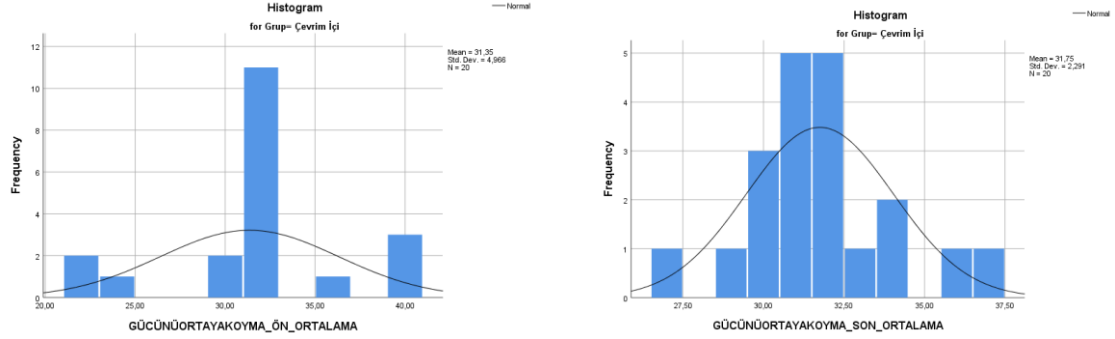 Histogram
for Grup= Çevrim İçi
Normal
Mean = 31,35
Std. Dev. = 4,966
N = 20
12
10
8
6
4
2
0
Frequency
20,00 25,00 30,00 35,00 40,00
GÜCÜNÜORTAYAKOYMA_ÖN_ORTALAMA
Histogram
for Grup= Çevrim İçi
Normal
Mean = 31,75
Std. Dev. = 2,291
N = 20
5
4
3
2
1
0
Frequency
27,50 30,00 32,50 35,00 37,50
GÜCÜNÜORTAYAKOYMA_SON_ORTALAMA